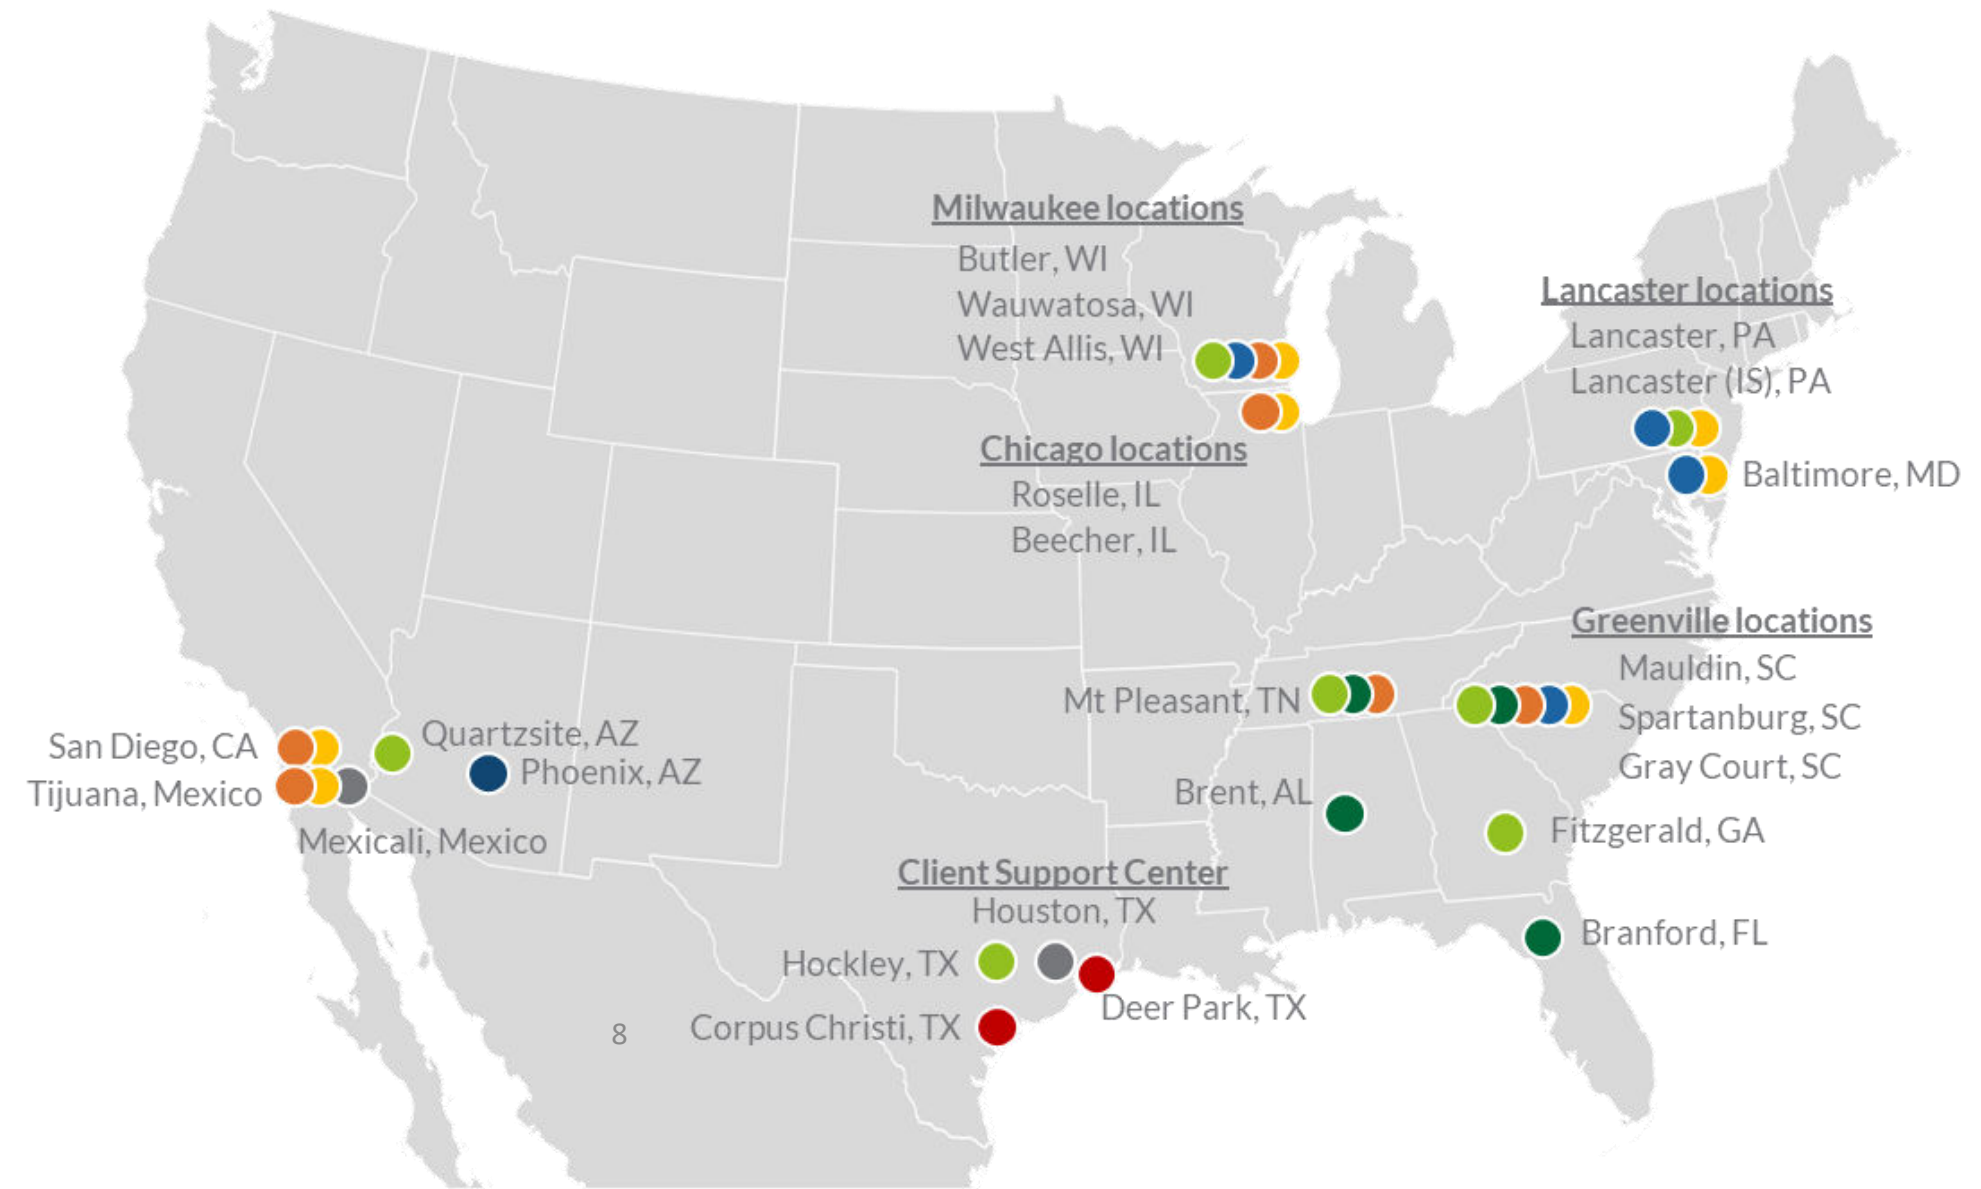 Milwaukee locations
Butler, WI
Wauwatosa, WI
West Allis, WI
Lancaster locations
Lancaster, PA
Lancaster (IS), PA
Baltimore, MD
Chicago locations
Roselle, IL
Beecher, IL
Greenville locations
Mauldin, SC
Spartanburg, SC
Gray Court, SC
Mt Pleasant, TN
San Diego, CA
Tijuana, Mexico
Mexicali, Mexico
Quartzsite, AZ
Phoenix, AZ
Brent, AL
Fitzgerald, GA
Branford, FL
Client Support Center
Houston, TX
Hockley, TX
Deer Park, TX
Corpus Christi, TX
8